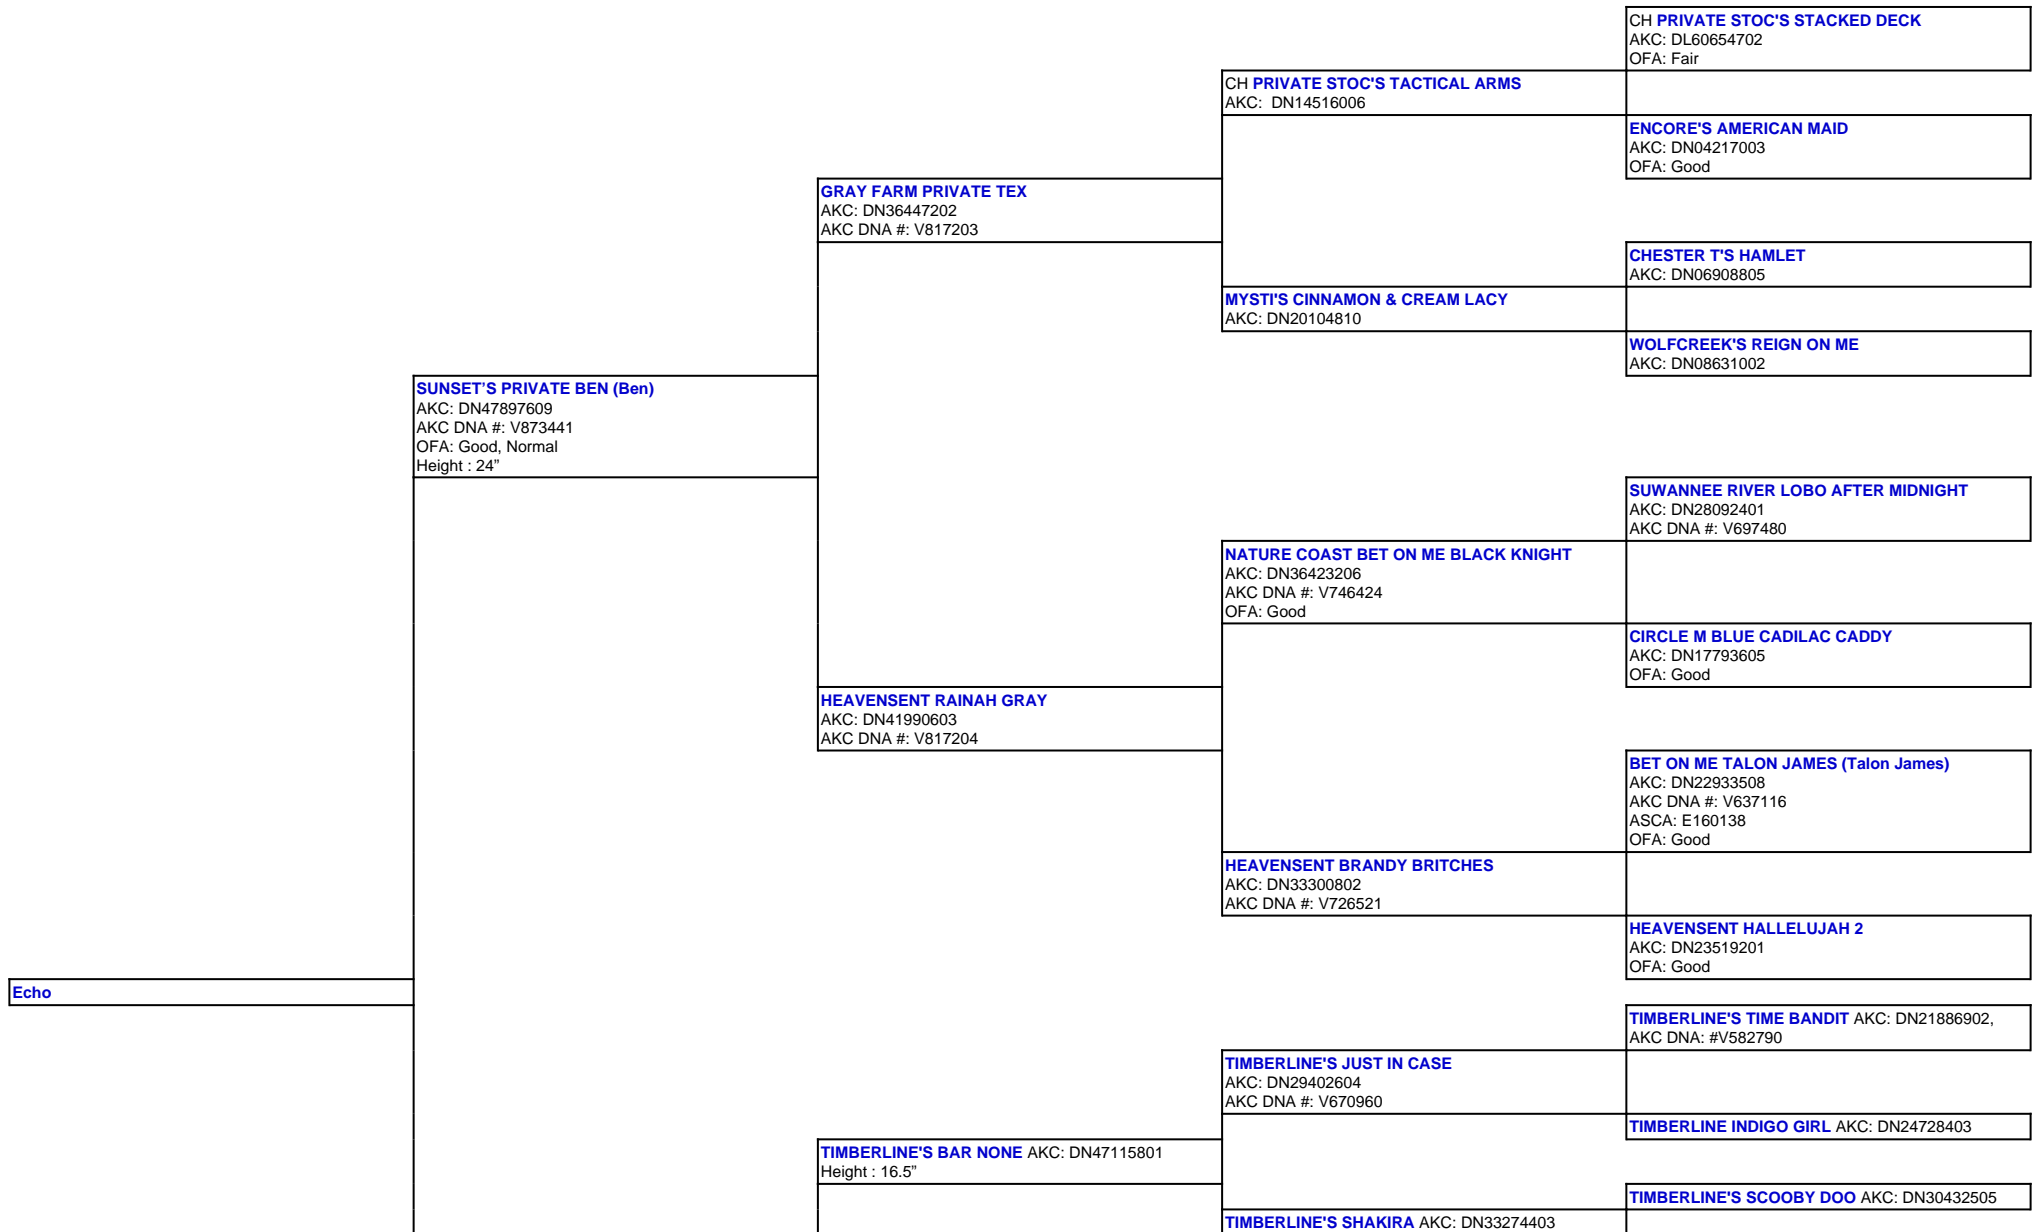 CH PRIVATE STOC'S STACKED DECK
AKC: DL60654702
OFA: Fair
CH PRIVATE STOC'S TACTICAL ARMS
AKC:  DN14516006
ENCORE'S AMERICAN MAID
AKC: DN04217003
OFA: Good
GRAY FARM PRIVATE TEX
AKC: DN36447202
AKC DNA #: V817203
CHESTER T'S HAMLET
AKC: DN06908805
MYSTI'S CINNAMON & CREAM LACY
AKC: DN20104810
WOLFCREEK'S REIGN ON ME
AKC: DN08631002
SUNSET’S PRIVATE BEN (Ben)
AKC: DN47897609
AKC DNA #: V873441
OFA: Good, Normal
Height : 24”
SUWANNEE RIVER LOBO AFTER MIDNIGHT
AKC: DN28092401
AKC DNA #: V697480
NATURE COAST BET ON ME BLACK KNIGHT
AKC: DN36423206
AKC DNA #: V746424
OFA: Good
CIRCLE M BLUE CADILAC CADDY
AKC: DN17793605
OFA: Good
HEAVENSENT RAINAH GRAY
AKC: DN41990603
AKC DNA #: V817204
BET ON ME TALON JAMES (Talon James)
AKC: DN22933508
AKC DNA #: V637116
ASCA: E160138
OFA: Good
HEAVENSENT BRANDY BRITCHES
AKC: DN33300802
AKC DNA #: V726521
HEAVENSENT HALLELUJAH 2
AKC: DN23519201
OFA: Good
Echo
TIMBERLINE'S TIME BANDIT AKC: DN21886902,
AKC DNA: #V582790
TIMBERLINE'S JUST IN CASE
AKC: DN29402604
AKC DNA #: V670960
TIMBERLINE INDIGO GIRL AKC: DN24728403
TIMBERLINE'S BAR NONE AKC: DN47115801
Height : 16.5”
TIMBERLINE'S SCOOBY DOO AKC: DN30432505
TIMBERLINE'S SHAKIRA AKC: DN33274403